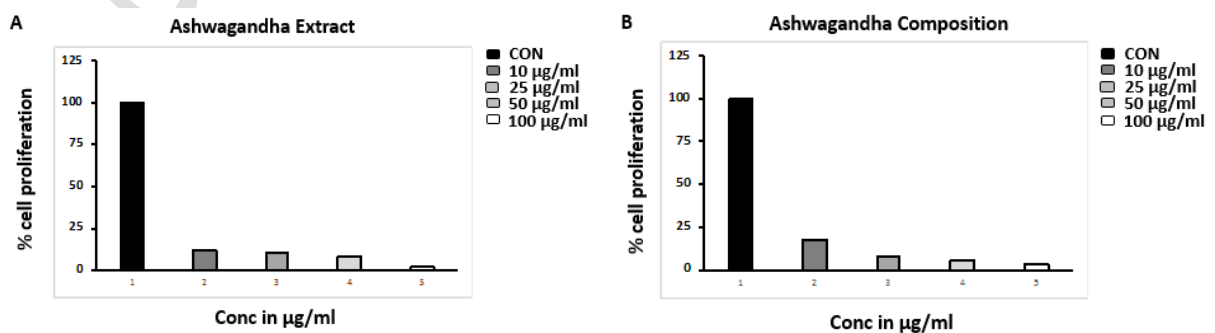 A
Ashwagandha Extract
% cell proliferation
125
100
75
50
25
0
1 2 3 4 5
Conc in µg/ml
CON
10 µg/ml
25 µg/ml
50 µg/ml
100 µg/ml
B
Ashwagandha Composition
% cell proliferation
125
100
75
50
25
0
1 2 3 4 5
Conc in µg/ml
CON
10 µg/ml
25 µg/ml
50 µg/ml
100 µg/ml